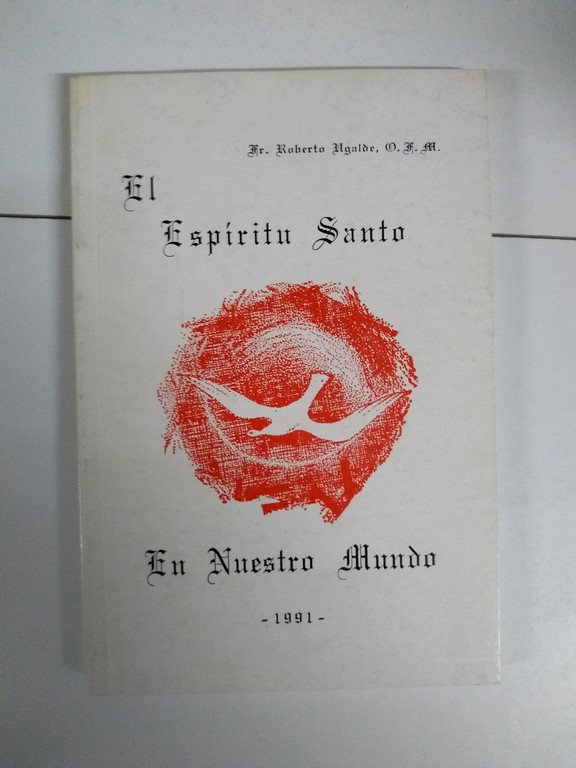 Fr. Roberto Ugalde, O.F.M.
El
Espíritu Santo
En Nuestro Mundo
-1991-